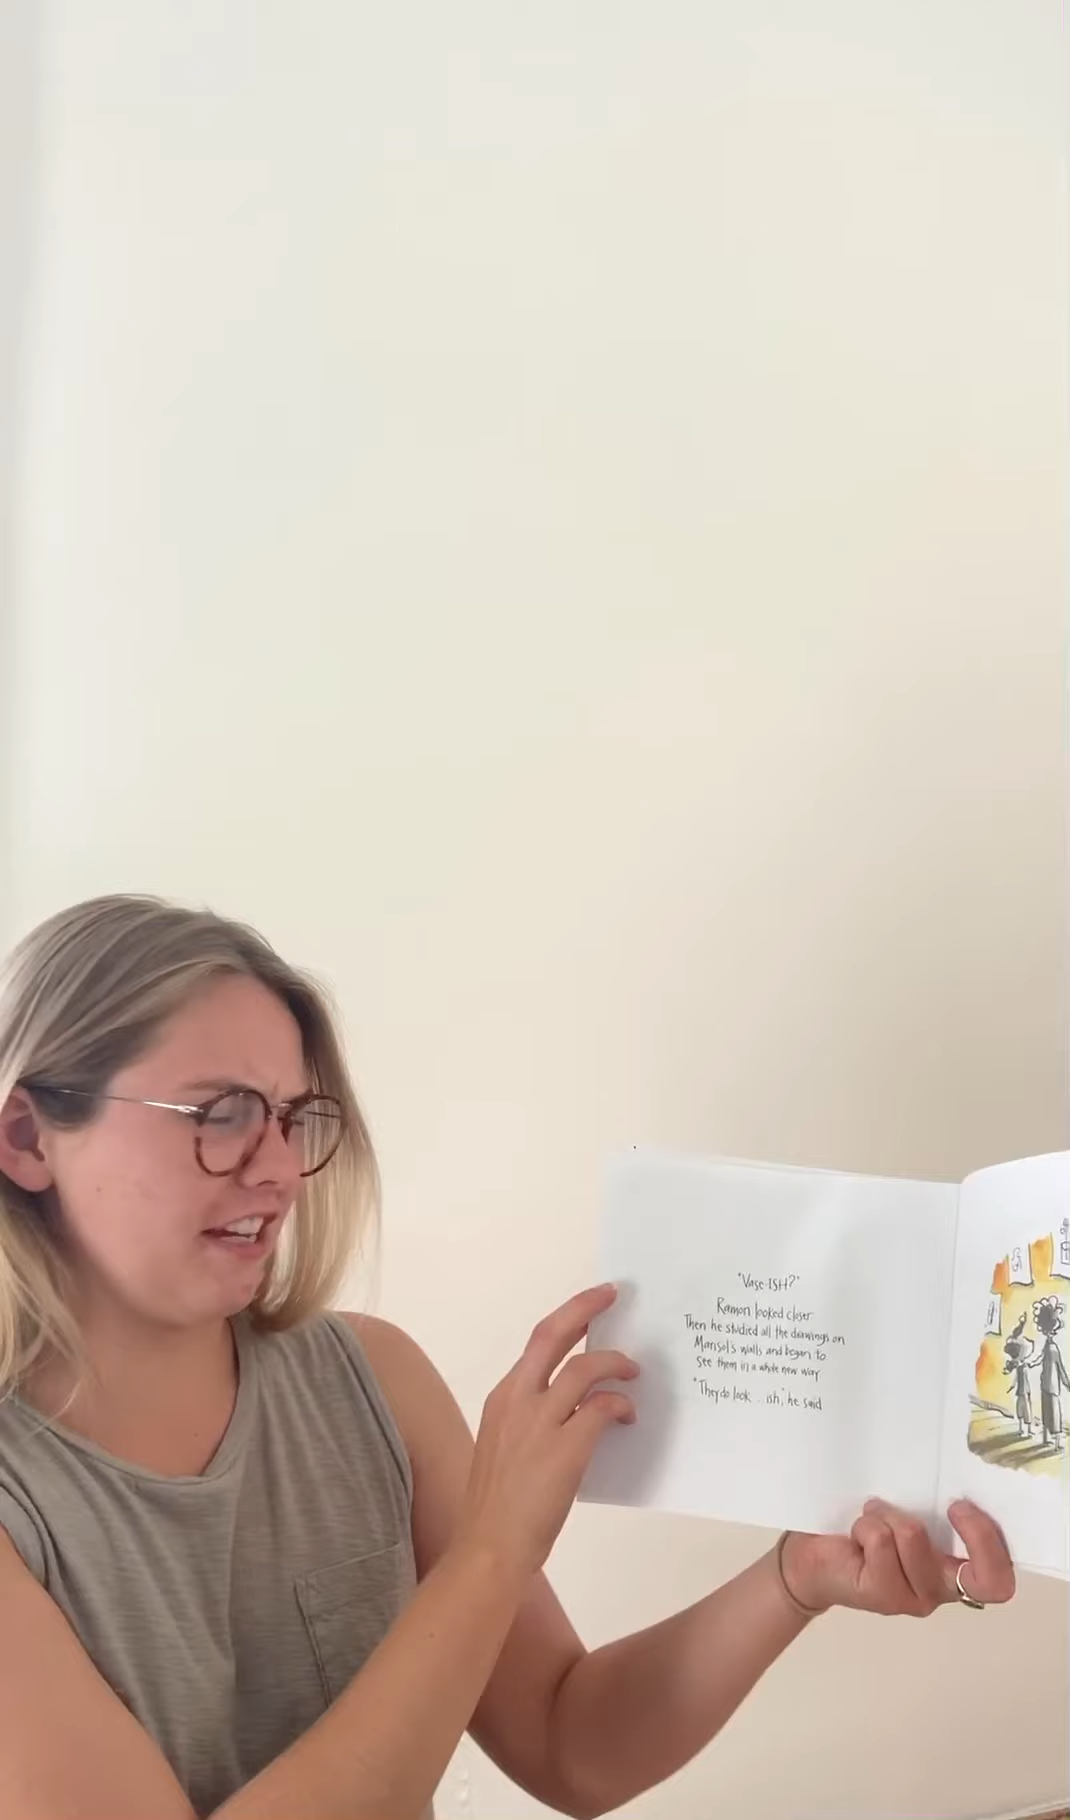 "Vase-ISH?"
Ramon looked closer
Then he studied all the drawings on
Marisol's walls and began to
see them in a whole new way
"They do look . . ish," he said